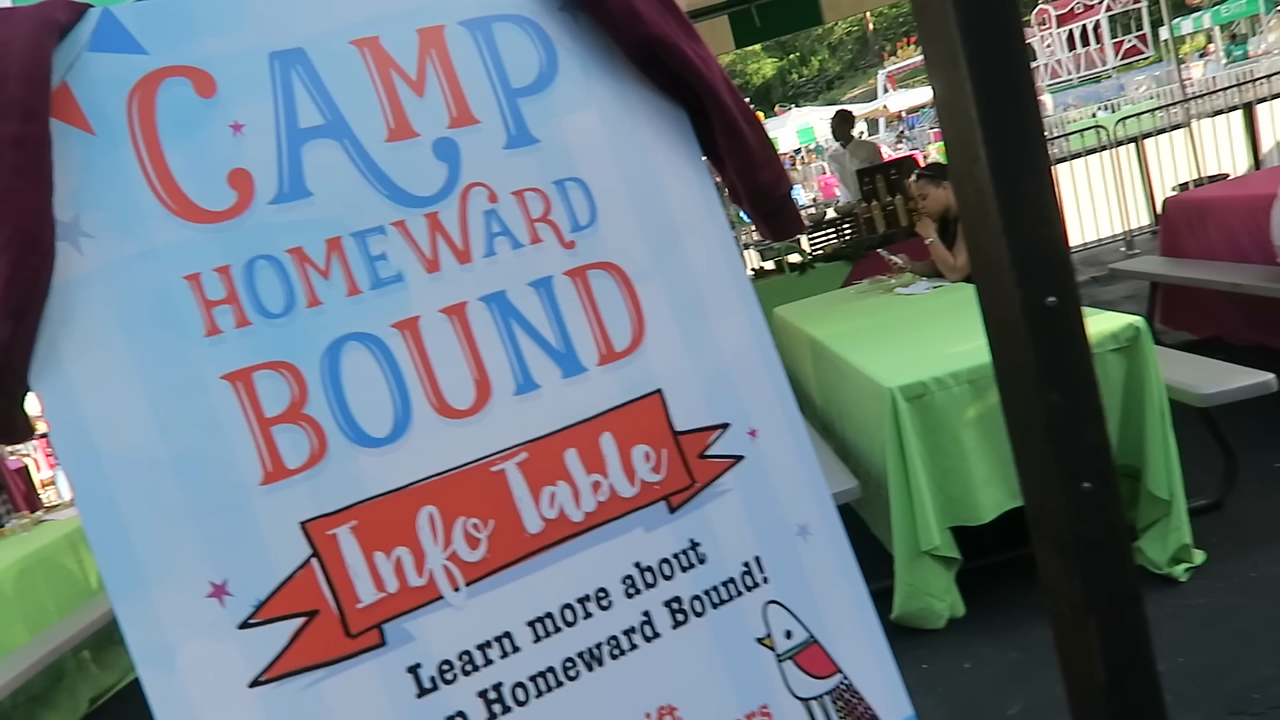 CAMP
HOMEWARD
BOUND
Info Table
Learn more about
Homeward Bound!